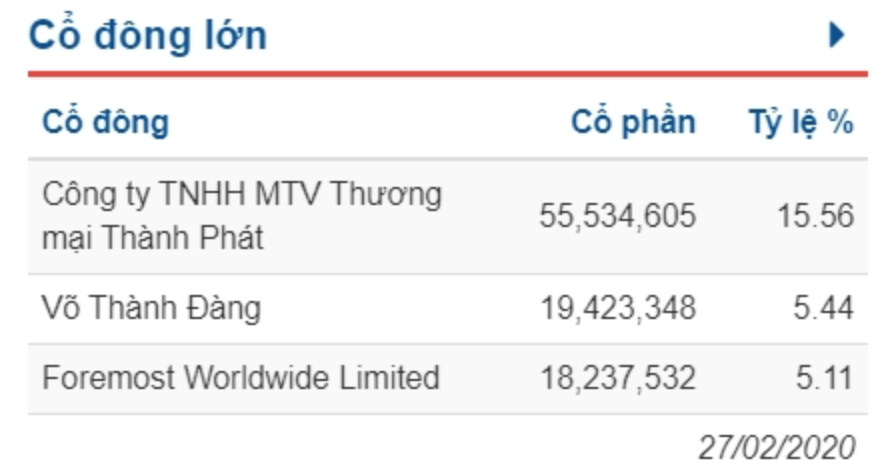 Cổ đông lớn
Cổ đông Cổ phần Tỷ lệ %
Công ty TNHH MTV Thương
mại Thành Phát 55,534,605 15.56
Võ Thành Đàng 19,423,348 5.44
Foremost Worldwide Limited 18,237,532 5.11
27/02/2020